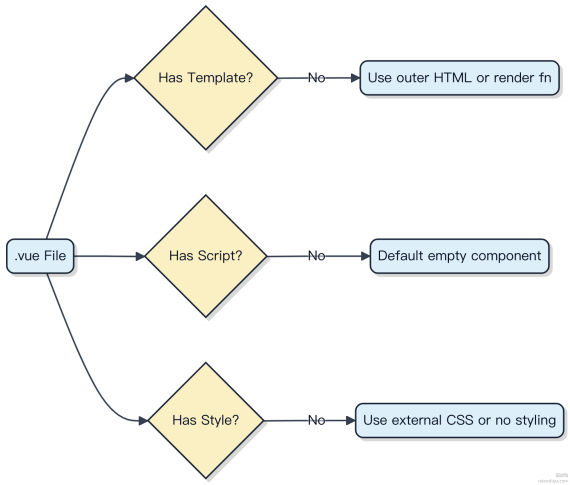 Has Template?
No
Use outer HTML or render fn
.vue File
Has Script?
No
Default empty component
Has Style?
No
Use external CSS or no styling